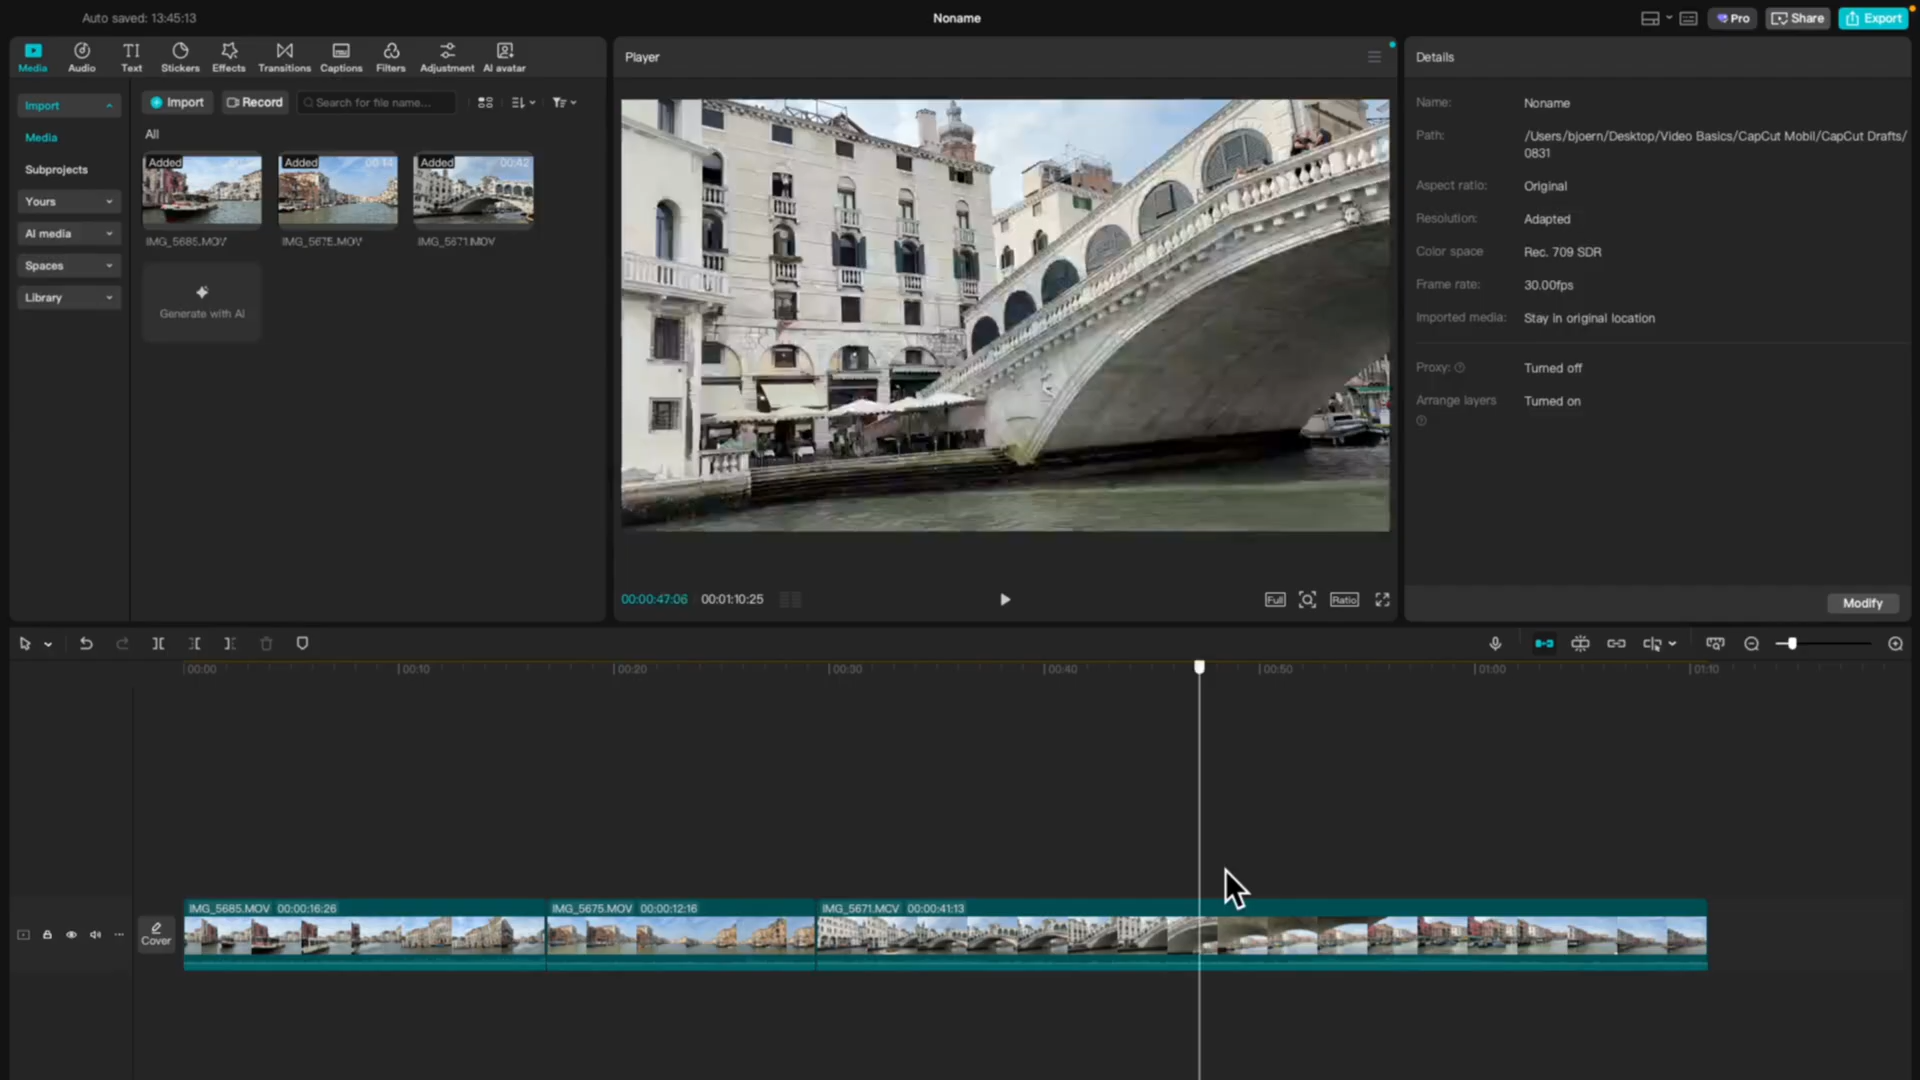 Auto saved: 13:45:13
Noname
Pro
Share
Export
Media
Audio
Text
Stickers
Effects
Transitions
Captions
Filters
Adjustment
AI avatar
Import
Media
Subprojects
Yours
AI media
Spaces
Library
Import
Record
Search for file name...
All
Added
Added
00:14
Added
00:42
IMG_5685.MOV
IMG_5675.MOV
IMG_5671.MOV
Generate with AI
Player
00:00:47:06
00:01:10:25
Full
Ratio
Details
Name: Noname
Path: /Users/bjoern/Desktop/Video Basics/CapCut Mobil/CapCut Drafts/
0831
Aspect ratio: Original
Resolution: Adapted
Color space Rec. 709 SDR
Frame rate: 30.00fps
Imported media: Stay in original location
Proxy: Turned off
Arrange layers Turned on
Modify
00:00
00:10
00:20
00:30
00:40
00:50
01:00
01:10
Cover
IMG_5685.MOV 00:00:16:26
IMG_5675.MOV 00:00:12:16
IMG_5671.MCV 00:00:41:13